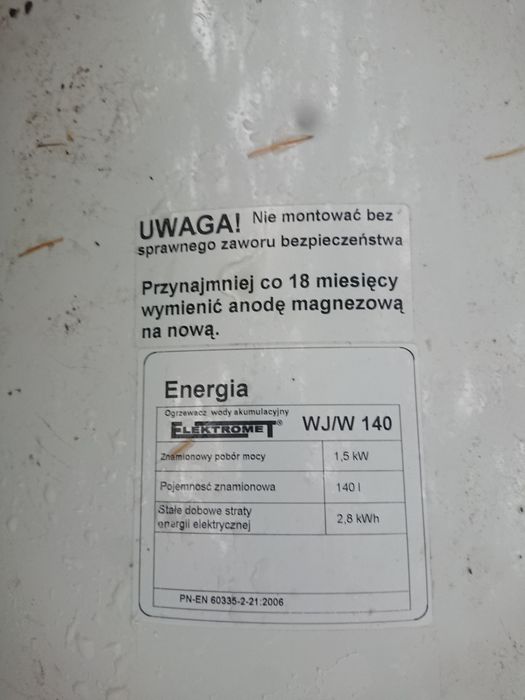 UWAGA! Nie montować bez
sprawnego zaworu bezpieczeństwa
Przynajmniej co 18 miesięcy
wymienić anodę magnezową
na nową.
Energia
Ogrzewacz wody akumulacyjny
ELEKTROMET® WJ/W 140
Znamionowy pobór mocy 1,5 kW
Pojemność znamionowa 140 l
Stałe dobowe straty
energii elektrycznej 2,8 kWh
PN-EN 60335-2-21:2006